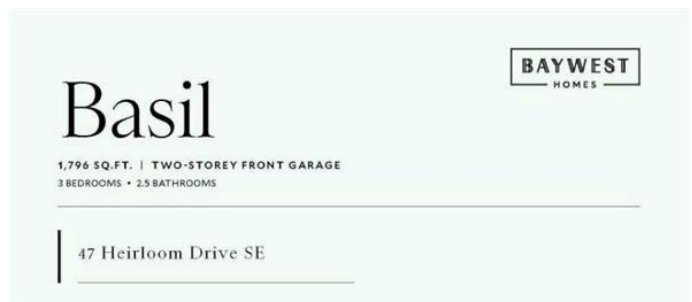 Basil
BAYWEST
HOMES
1,796 SQ.FT. | TWO-STOREY FRONT GARAGE
3 BEDROOMS • 2.5 BATHROOMS
47 Heirloom Drive SE